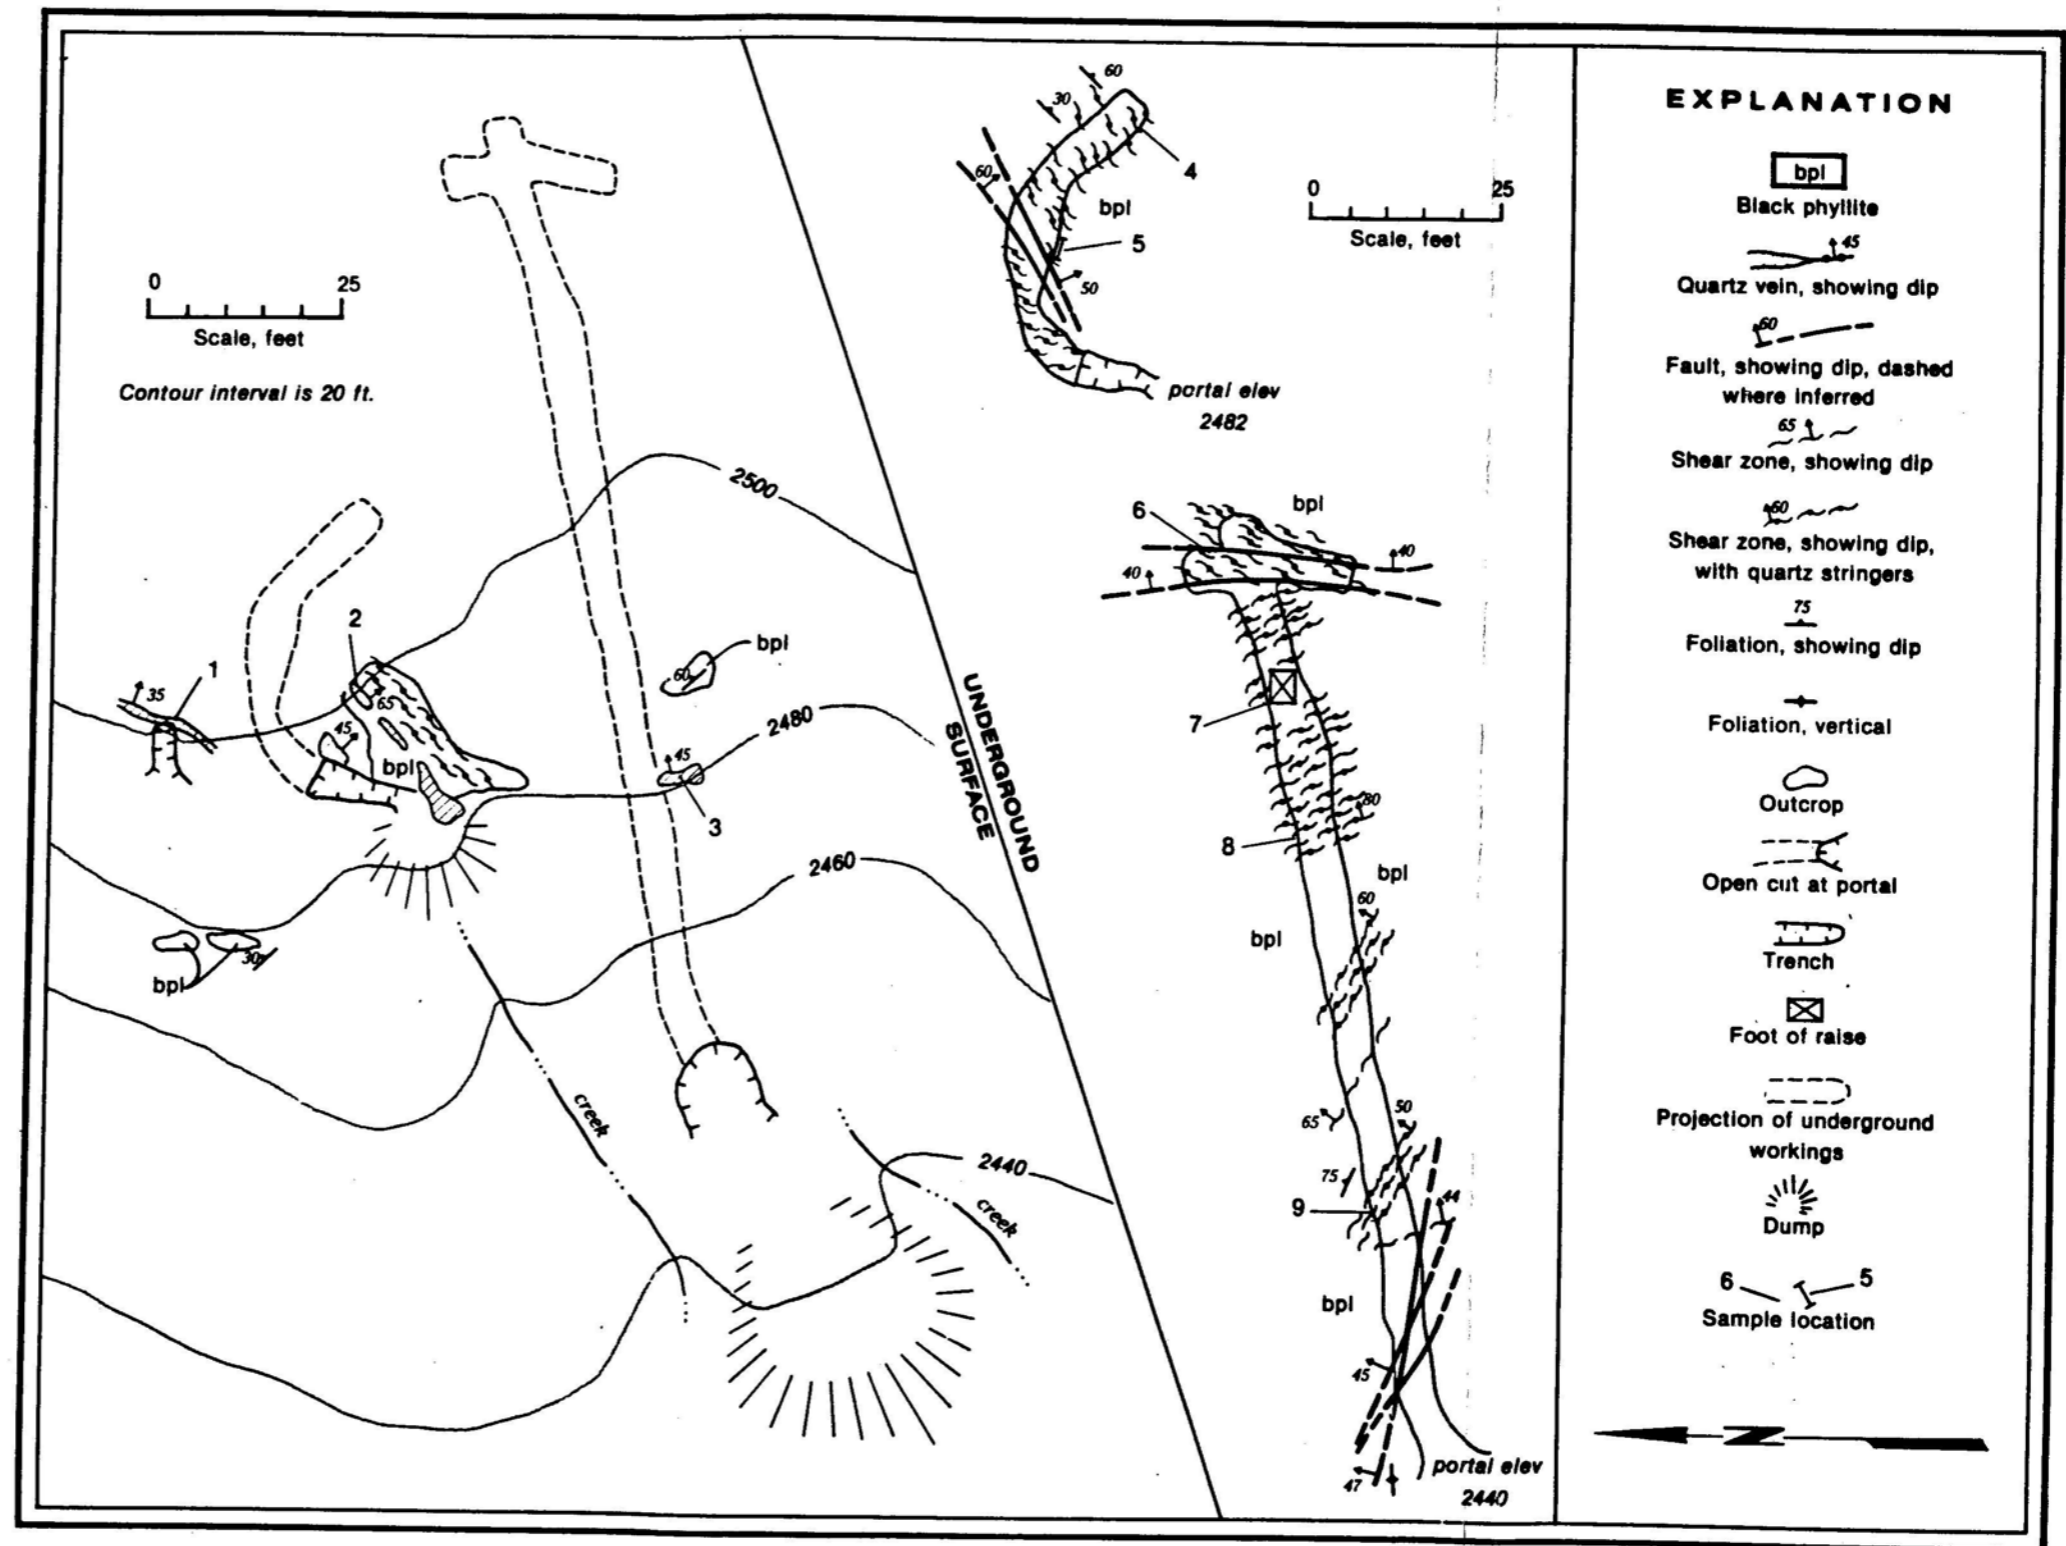 0 25
Scale, feet
Contour interval is 20 ft.
2500
2
1
35
65
45
bpl
60
bpl
2480
45
3
2460
30
bpl
creek
2440
creek
UNDERGROUND
SURFACE
60
30
4
60
bpl
5
50
portal elev
2482
0 25
Scale, feet
6
bpl
40
40
7
80
8
bpl
60
bpl
65
50
75
9
44
bpl
45
47
portal elev
2440
EXPLANATION
bpl
Black phyllite
45
Quartz vein, showing dip
60
Fault, showing dip, dashed
where inferred
65
Shear zone, showing dip
60
Shear zone, showing dip,
with quartz stringers
75
Foliation, showing dip
Foliation, vertical
Outcrop
Open cut at portal
Trench
Foot of raise
Projection of underground
workings
Dump
6 5
Sample location
N